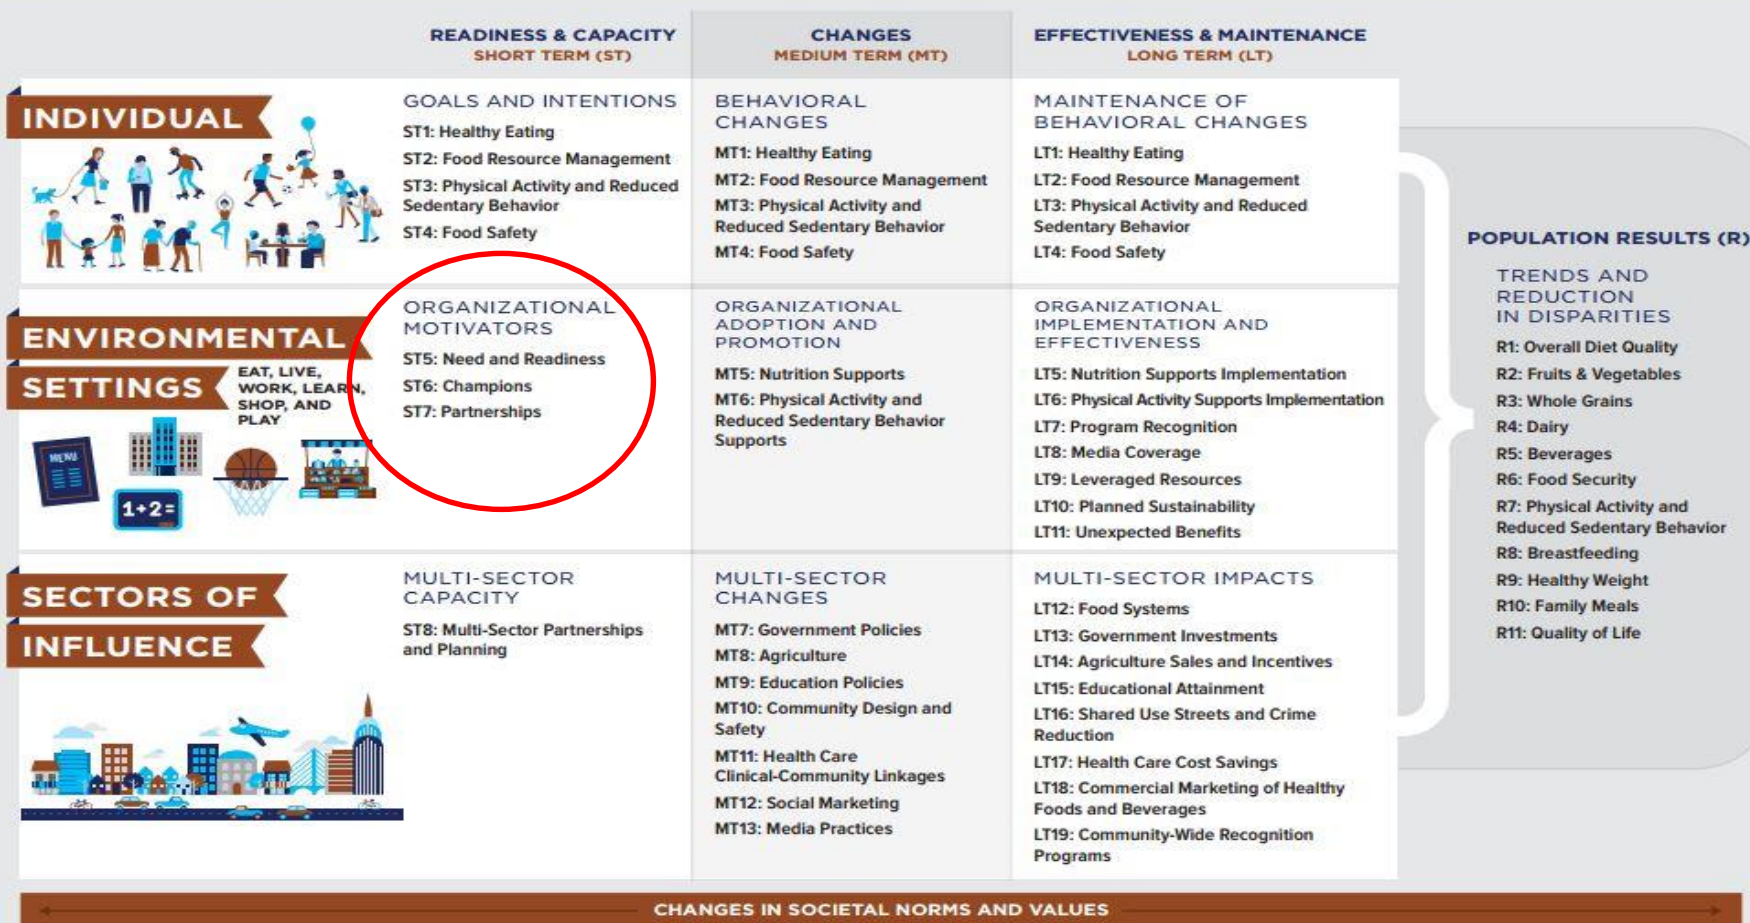 READINESS & CAPACITY
SHORT TERM (ST)
CHANGES
MEDIUM TERM (MT)
EFFECTIVENESS & MAINTENANCE
LONG TERM (LT)
INDIVIDUAL
GOALS AND INTENTIONS
ST1: Healthy Eating
ST2: Food Resource Management
ST3: Physical Activity and Reduced
Sedentary Behavior
ST4: Food Safety
BEHAVIORAL
CHANGES
MT1: Healthy Eating
MT2: Food Resource Management
MT3: Physical Activity and
Reduced Sedentary Behavior
MT4: Food Safety
MAINTENANCE OF
BEHAVIORAL CHANGES
LT1: Healthy Eating
LT2: Food Resource Management
LT3: Physical Activity and Reduced
Sedentary Behavior
LT4: Food Safety
ENVIRONMENTAL
SETTINGS
EAT, LIVE,
WORK, LEARN,
SHOP, AND
PLAY
MENU
1+2=
ORGANIZATIONAL
MOTIVATORS
ST5: Need and Readiness
ST6: Champions
ST7: Partnerships
ORGANIZATIONAL
ADOPTION AND
PROMOTION
MT5: Nutrition Supports
MT6: Physical Activity and
Reduced Sedentary Behavior
Supports
ORGANIZATIONAL
IMPLEMENTATION AND
EFFECTIVENESS
LT5: Nutrition Supports Implementation
LT6: Physical Activity Supports Implementation
LT7: Program Recognition
LT8: Media Coverage
LT9: Leveraged Resources
LT10: Planned Sustainability
LT11: Unexpected Benefits
SECTORS OF
INFLUENCE
MULTI-SECTOR
CAPACITY
ST8: Multi-Sector Partnerships
and Planning
MULTI-SECTOR
CHANGES
MT7: Government Policies
MT8: Agriculture
MT9: Education Policies
MT10: Community Design and
Safety
MT11: Health Care
Clinical-Community Linkages
MT12: Social Marketing
MT13: Media Practices
MULTI-SECTOR IMPACTS
LT12: Food Systems
LT13: Government Investments
LT14: Agriculture Sales and Incentives
LT15: Educational Attainment
LT16: Shared Use Streets and Crime
Reduction
LT17: Health Care Cost Savings
LT18: Commercial Marketing of Healthy
Foods and Beverages
LT19: Community-Wide Recognition
Programs
POPULATION RESULTS (R)
TRENDS AND
REDUCTION
IN DISPARITIES
R1: Overall Diet Quality
R2: Fruits & Vegetables
R3: Whole Grains
R4: Dairy
R5: Beverages
R6: Food Security
R7: Physical Activity and
Reduced Sedentary Behavior
R8: Breastfeeding
R9: Healthy Weight
R10: Family Meals
R11: Quality of Life
CHANGES IN SOCIETAL NORMS AND VALUES